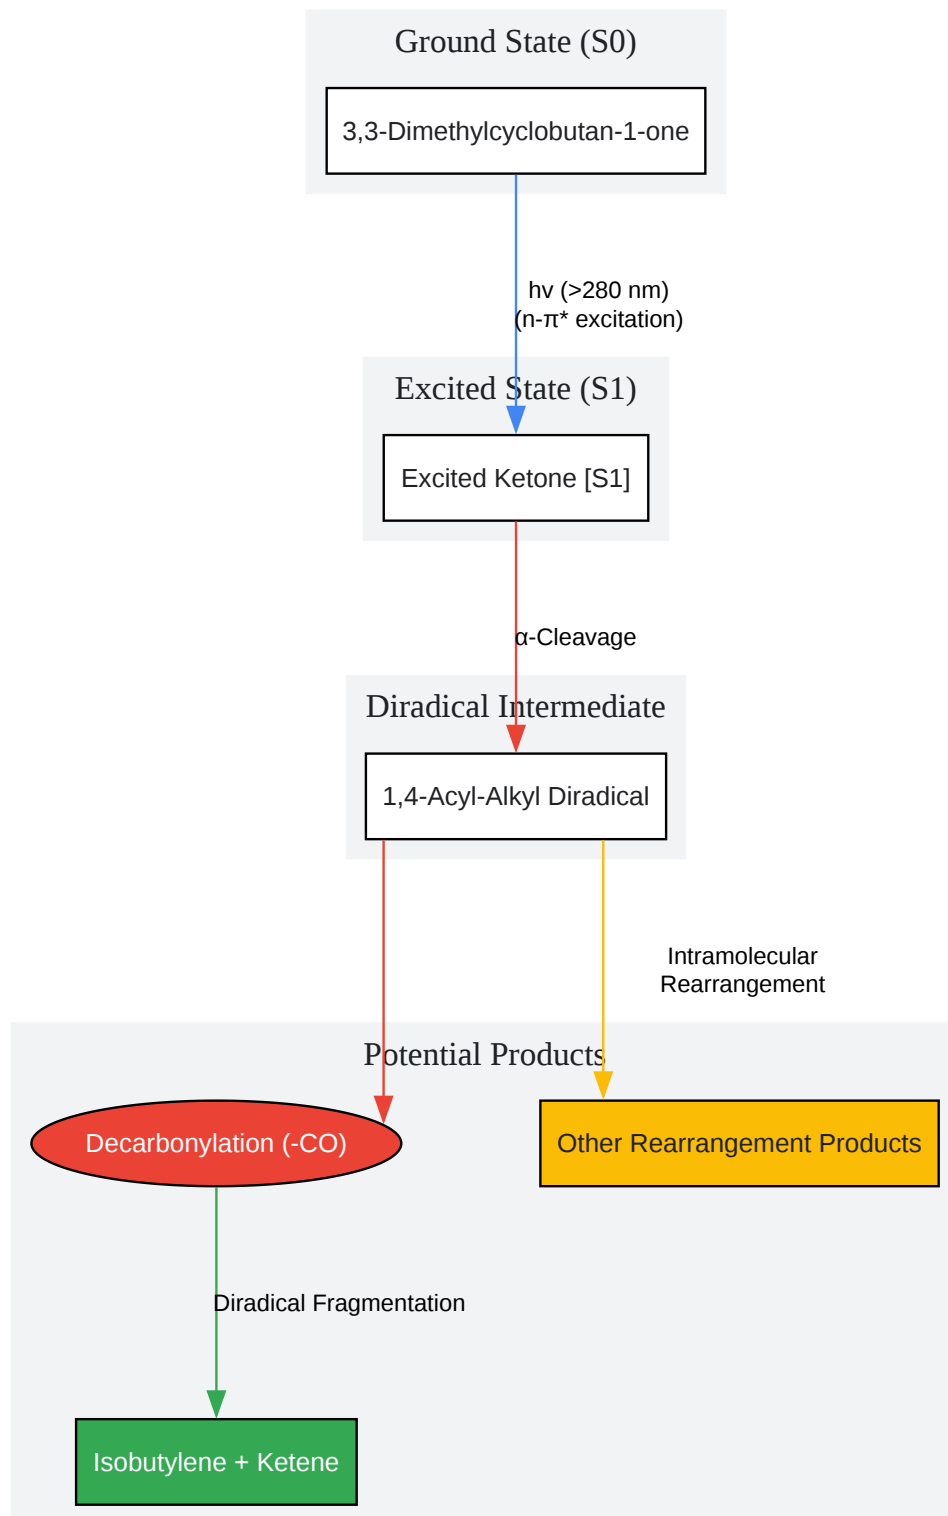 Ground State (S0)
3,3-Dimethylcyclobutan-1-one
hv (>280 nm)
(n-π* excitation)
Excited State (S1)
Excited Ketone [S1]
α-Cleavage
Diradical Intermediate
1,4-Acyl-Alkyl Diradical
Intramolecular
Rearrangement
Potential Products
Decarbonylation (-CO)
Other Rearrangement Products
Diradical Fragmentation
Isobutylene + Ketene